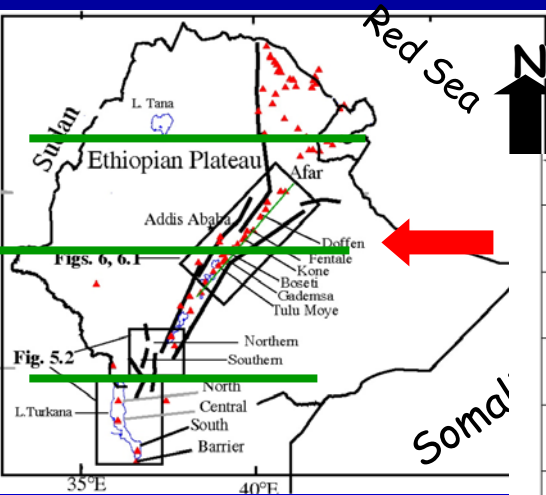 Red Sea
N
L. Tana
Sudan
Ethiopian Plateau
Afar
Addis Ababa
Doffen
Figs. 6, 6.1
Fentale
Kone
Boseti
Gademsa
Tulu Moye
Northern
Fig. 5.2
Southern
North
L.Turkana
Central
South
Barrier
Somali
35°E
40°E